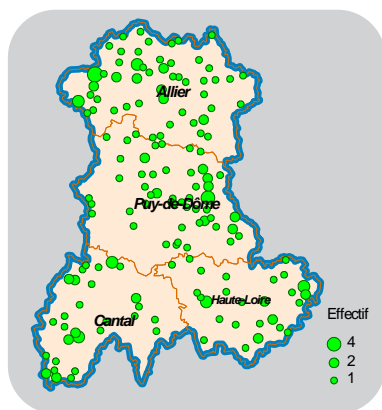 Allier
Puy-de-Dôme
Haute-Loire
Cantal
Effectif
4
2
1